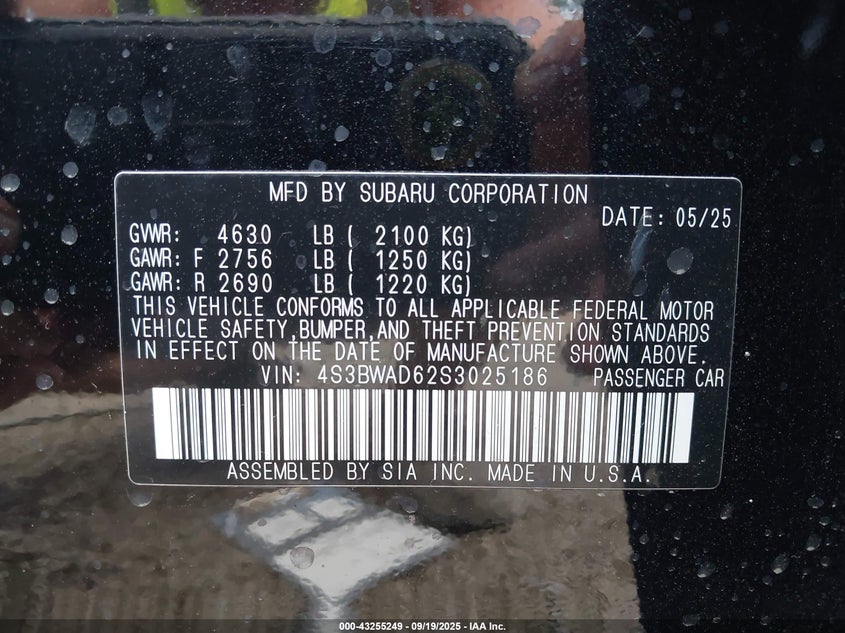 MFD BY SUBARU CORPORATION
DATE: 05/25
GVWR: 4630 LB ( 2100 KG)
GAWR: F 2756 LB ( 1250 KG)
GAWR: R 2690 LB ( 1220 KG)
THIS VEHICLE CONFORMS TO ALL APPLICABLE FEDERAL MOTOR
VEHICLE SAFETY,BUMPER,AND THEFT PREVENTION STANDARDS
IN EFFECT ON THE DATE OF MANUFACTURE SHOWN ABOVE.
VIN: 4S3BWAD62S3025186 PASSENGER CAR
ASSEMBLED BY SIA INC. MADE IN U.S.A.
000-43255249 - 09/19/2025 - IAA Inc.